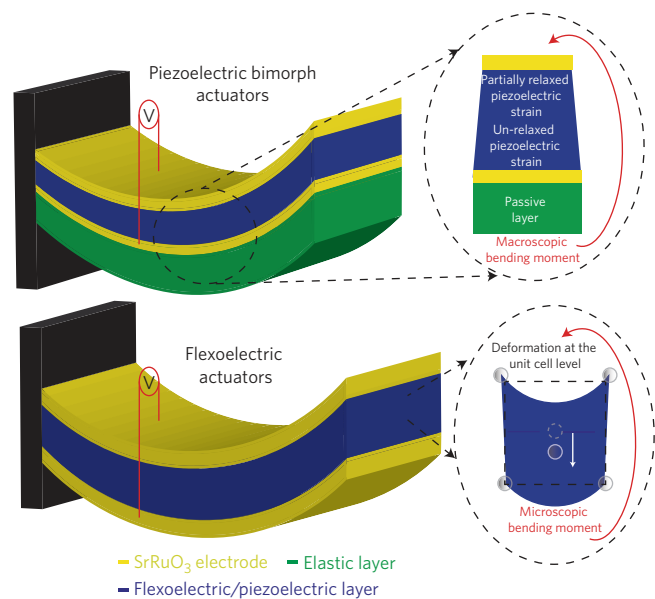 Piezoelectric bimorph
actuators
V
Partially relaxed
piezoelectric
strain
Un-relaxed
piezoelectric
strain
Passive
layer
Macroscopic
bending moment
Flexoelectric
actuators
V
Deformation at the
unit cell level
Microscopic
bending moment
SrRuO₃ electrode
Elastic layer
Flexoelectric/piezoelectric layer